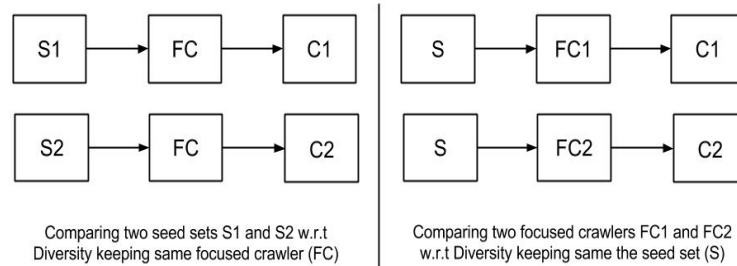 S1 FC C1
S2 FC C2
Comparing two seed sets S1 and S2 w.r.t
Diversity keeping same focused crawler (FC)
S FC1 C1
S FC2 C2
Comparing two focused crawlers FC1 and FC2
w.r.t Diversity keeping same the seed set (S)